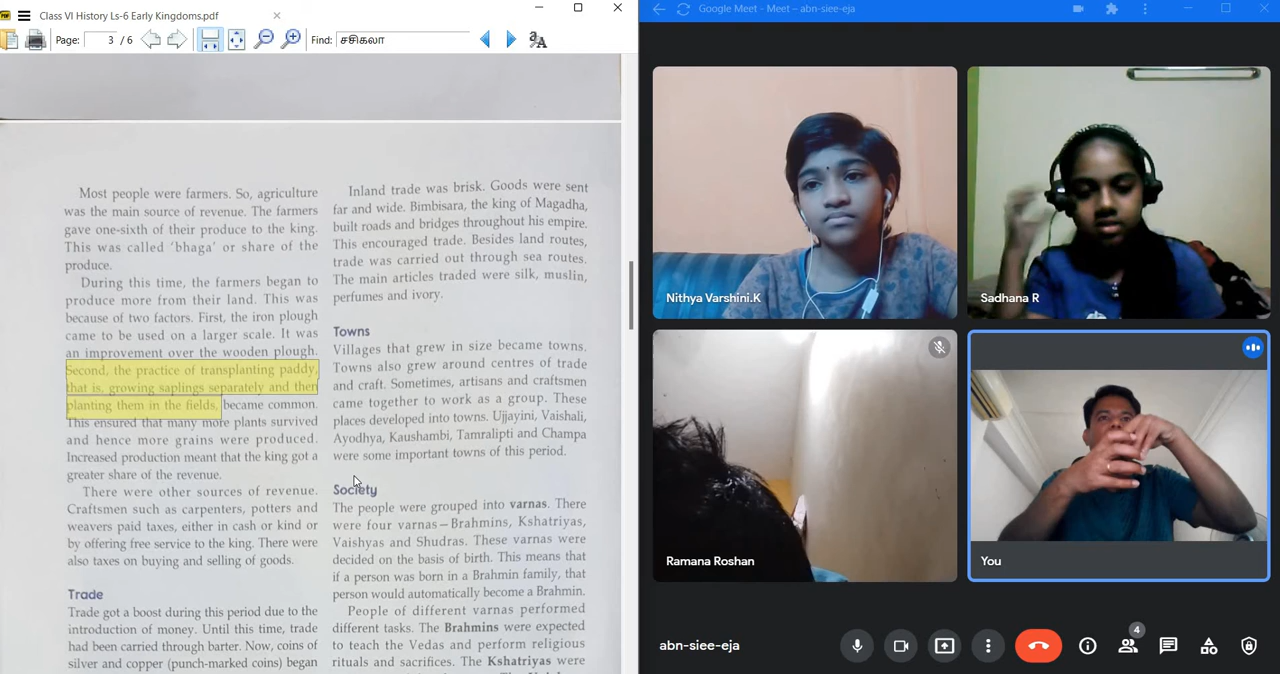 Class VI History Ls-6 Early Kingdoms.pdf
Page: 3 / 6
Find: சசிகலா
Most people were farmers. So, agriculture
was the main source of revenue. The farmers
gave one-sixth of their produce to the king.
This was called 'bhaga' or share of the
produce.
During this time, the farmers began to
produce more from their land. This was
because of two factors. First, the iron plough
came to be used on a larger scale. It was
an improvement over the wooden plough.
Second, the practice of transplanting paddy,
that is, growing saplings separately and then
planting them in the fields, became common.
This ensured that many more plants survived
and hence more grains were produced.
Increased production meant that the king got a
greater share of the revenue.
There were other sources of revenue.
Craftsmen such as carpenters, potters and
weavers paid taxes, either in cash or kind or
by offering free service to the king. There were
also taxes on buying and selling of goods.
Trade
Trade got a boost during this period due to the
introduction of money. Until this time, trade
had been carried through barter. Now, coins of
silver and copper (punch-marked coins) began
Inland trade was brisk. Goods were sent
far and wide. Bimbisara, the king of Magadha,
built roads and bridges throughout his empire.
This encouraged trade. Besides land routes,
trade was carried out through sea routes.
The main articles traded were silk, muslin,
perfumes and ivory.
Towns
Villages that grew in size became towns.
Towns also grew around centres of trade
and craft. Sometimes, artisans and craftsmen
came together to work as a group. These
places developed into towns. Ujjayini, Vaishali,
Ayodhya, Kaushambi, Tamralipti and Champa
were some important towns of this period.
Society
The people were grouped into varnas. There
were four varnas—Brahmins, Kshatriyas,
Vaishyas and Shudras. These varnas were
decided on the basis of birth. This means that
if a person was born in a Brahmin family, that
person would automatically become a Brahmin.
People of different varnas performed
different tasks. The Brahmins were expected
to teach the Vedas and perform religious
rituals and sacrifices. The Kshatriyas were
Google Meet - Meet – abn-siee-eja
Nithya Varshini.K
Sadhana R
Ramana Roshan
You
abn-siee-eja
4